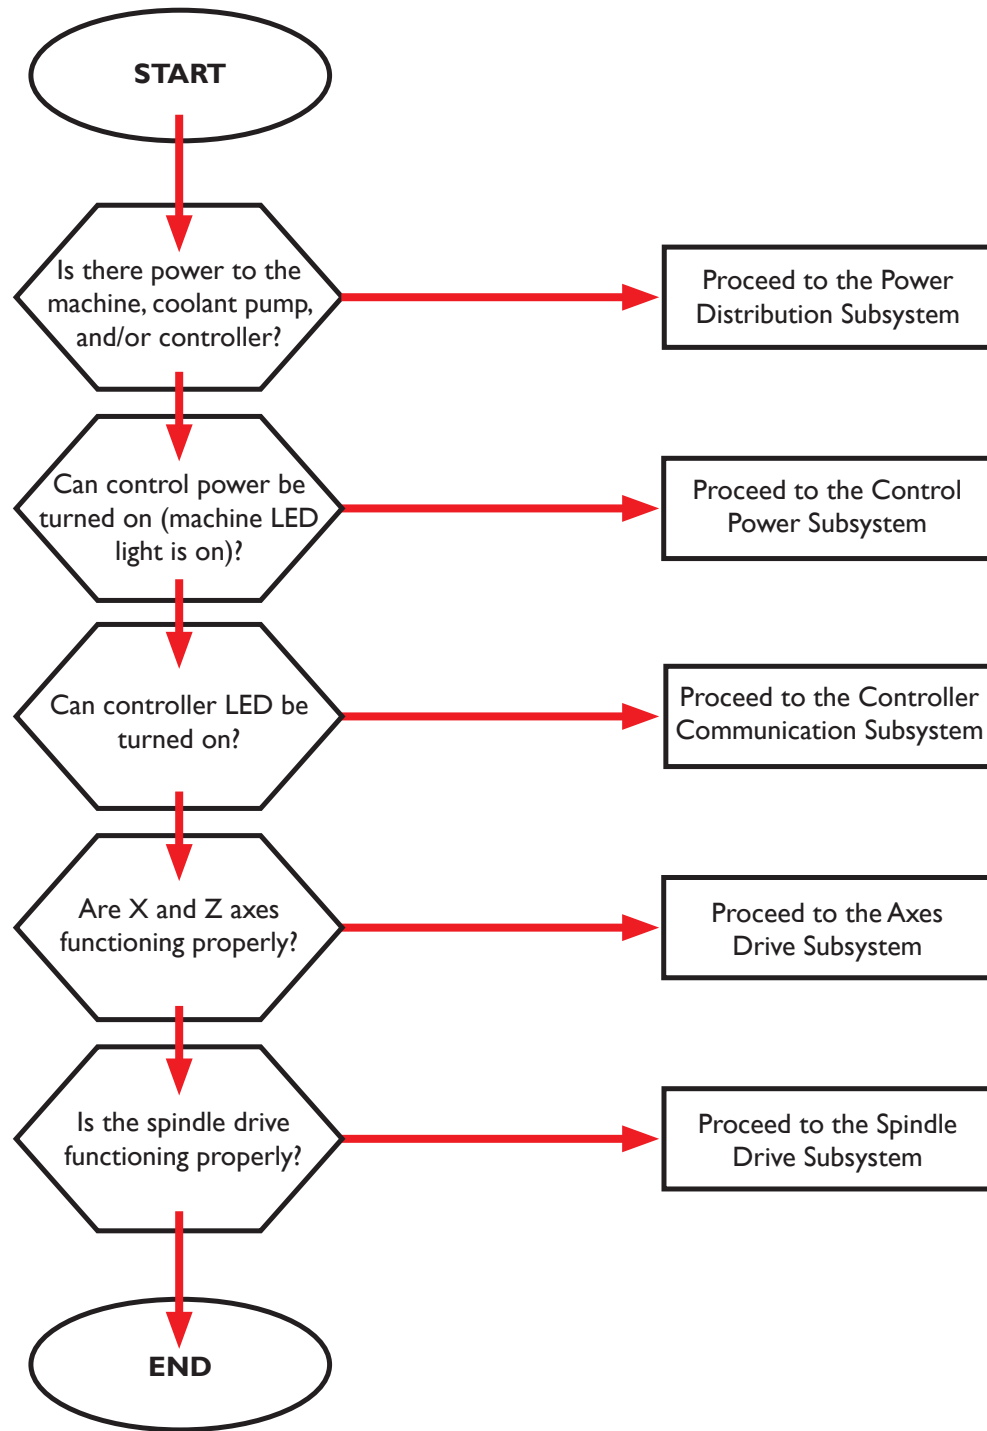 START
Is there power to the
machine, coolant pump,
and/or controller?
Proceed to the Power
Distribution Subsystem
Can control power be
turned on (machine LED
light is on)?
Proceed to the Control
Power Subsystem
Can controller LED be
turned on?
Proceed to the Controller
Communication Subsystem
Are X and Z axes
functioning properly?
Proceed to the Axes
Drive Subsystem
Is the spindle drive
functioning properly?
Proceed to the Spindle
Drive Subsystem
END